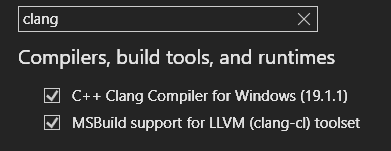 clang
Compilers, build tools, and runtimes
C++ Clang Compiler for Windows (19.1.1)
MSBuild support for LLVM (clang-cl) toolset